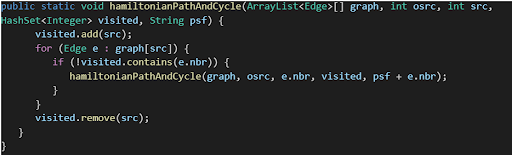 public static void hamiltonianPathAndCycle(ArrayList<Edge>[] graph, int osrc, int src,
HashSet<Integer> visited, String psf) {
visited.add(src);
for (Edge e : graph[src]) {
if (!visited.contains(e.nbr)) {
hamiltonianPathAndCycle(graph, osrc, e.nbr, visited, psf + e.nbr);
}
}
visited.remove(src);
}
}